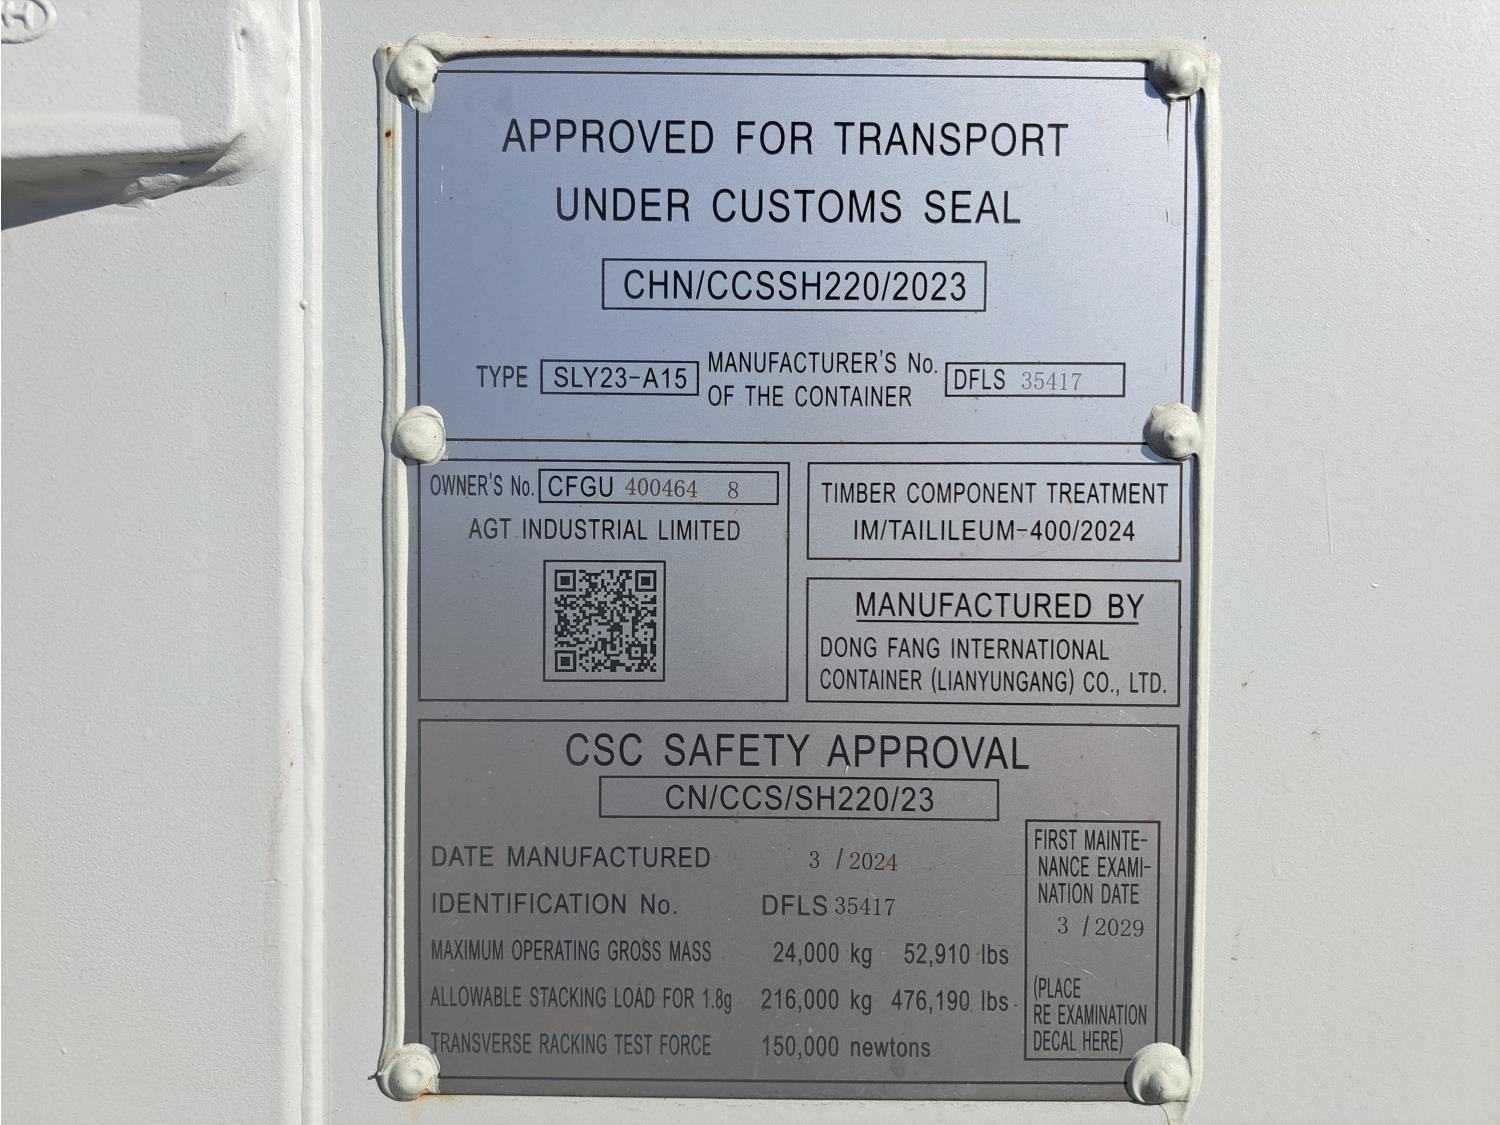 H
APPROVED FOR TRANSPORT
UNDER CUSTOMS SEAL
CHN/CCSSH220/2023
TYPE SLY23-A15 MANUFACTURER'S No. OF THE CONTAINER DFLS 35417
OWNER'S No. CFGU 400464 8
AGT INDUSTRIAL LIMITED
TIMBER COMPONENT TREATMENT
IM/TAILILEUM-400/2024
MANUFACTURED BY
DONG FANG INTERNATIONAL
CONTAINER (LIANYUNGANG) CO., LTD.
CSC SAFETY APPROVAL
CN/CCS/SH220/23
DATE MANUFACTURED 3 / 2024
IDENTIFICATION No. DFLS 35417
MAXIMUM OPERATING GROSS MASS 24,000 kg 52,910 lbs
ALLOWABLE STACKING LOAD FOR 1.8g 216,000 kg 476,190 lbs
TRANSVERSE RACKING TEST FORCE 150,000 newtons
FIRST MAINTE-
NANCE EXAMI-
NATION DATE
3 / 2029
(PLACE
RE EXAMINATION
DECAL HERE)